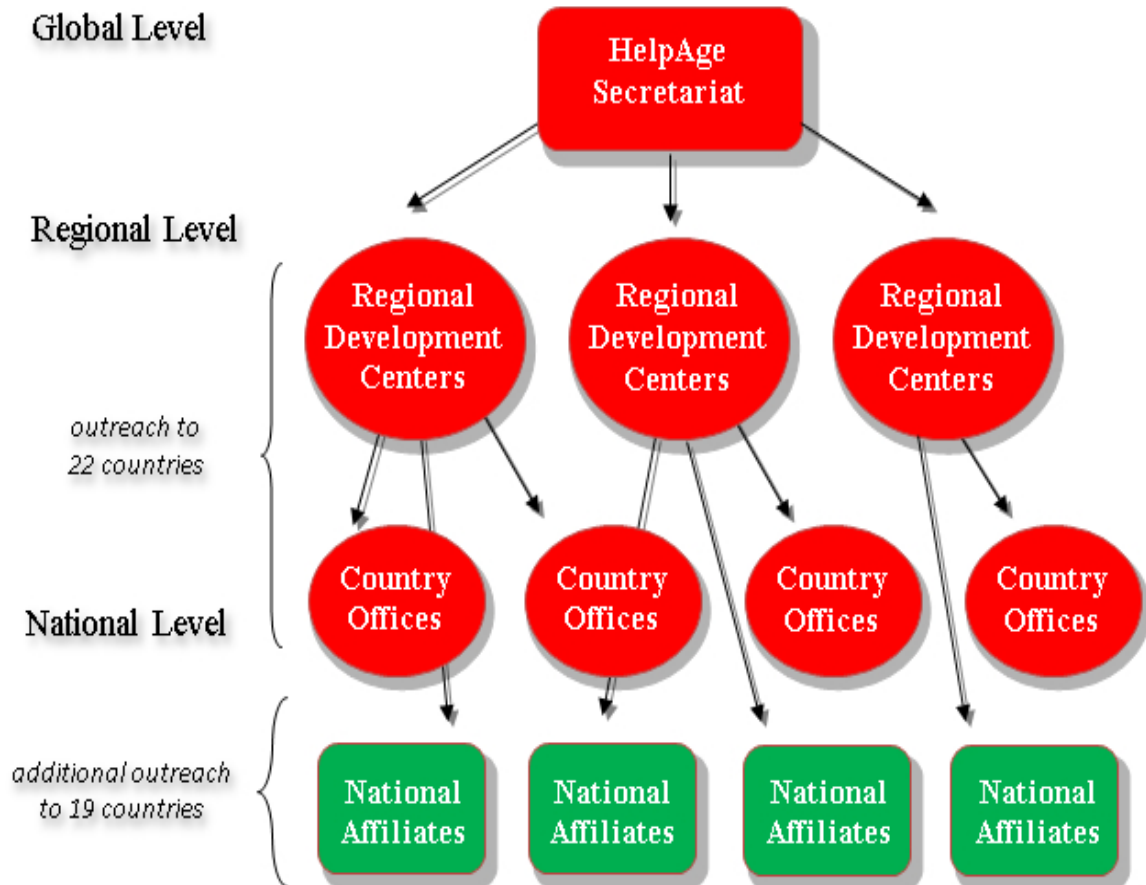 Global Level
HelpAge
Secretariat
Regional Level
Regional
Development
Centers
Regional
Development
Centers
Regional
Development
Centers
outreach to
22 countries
Country
Offices
Country
Offices
Country
Offices
Country
Offices
National Level
additional outreach
to 19 countries
National
Affiliates
National
Affiliates
National
Affiliates
National
Affiliates